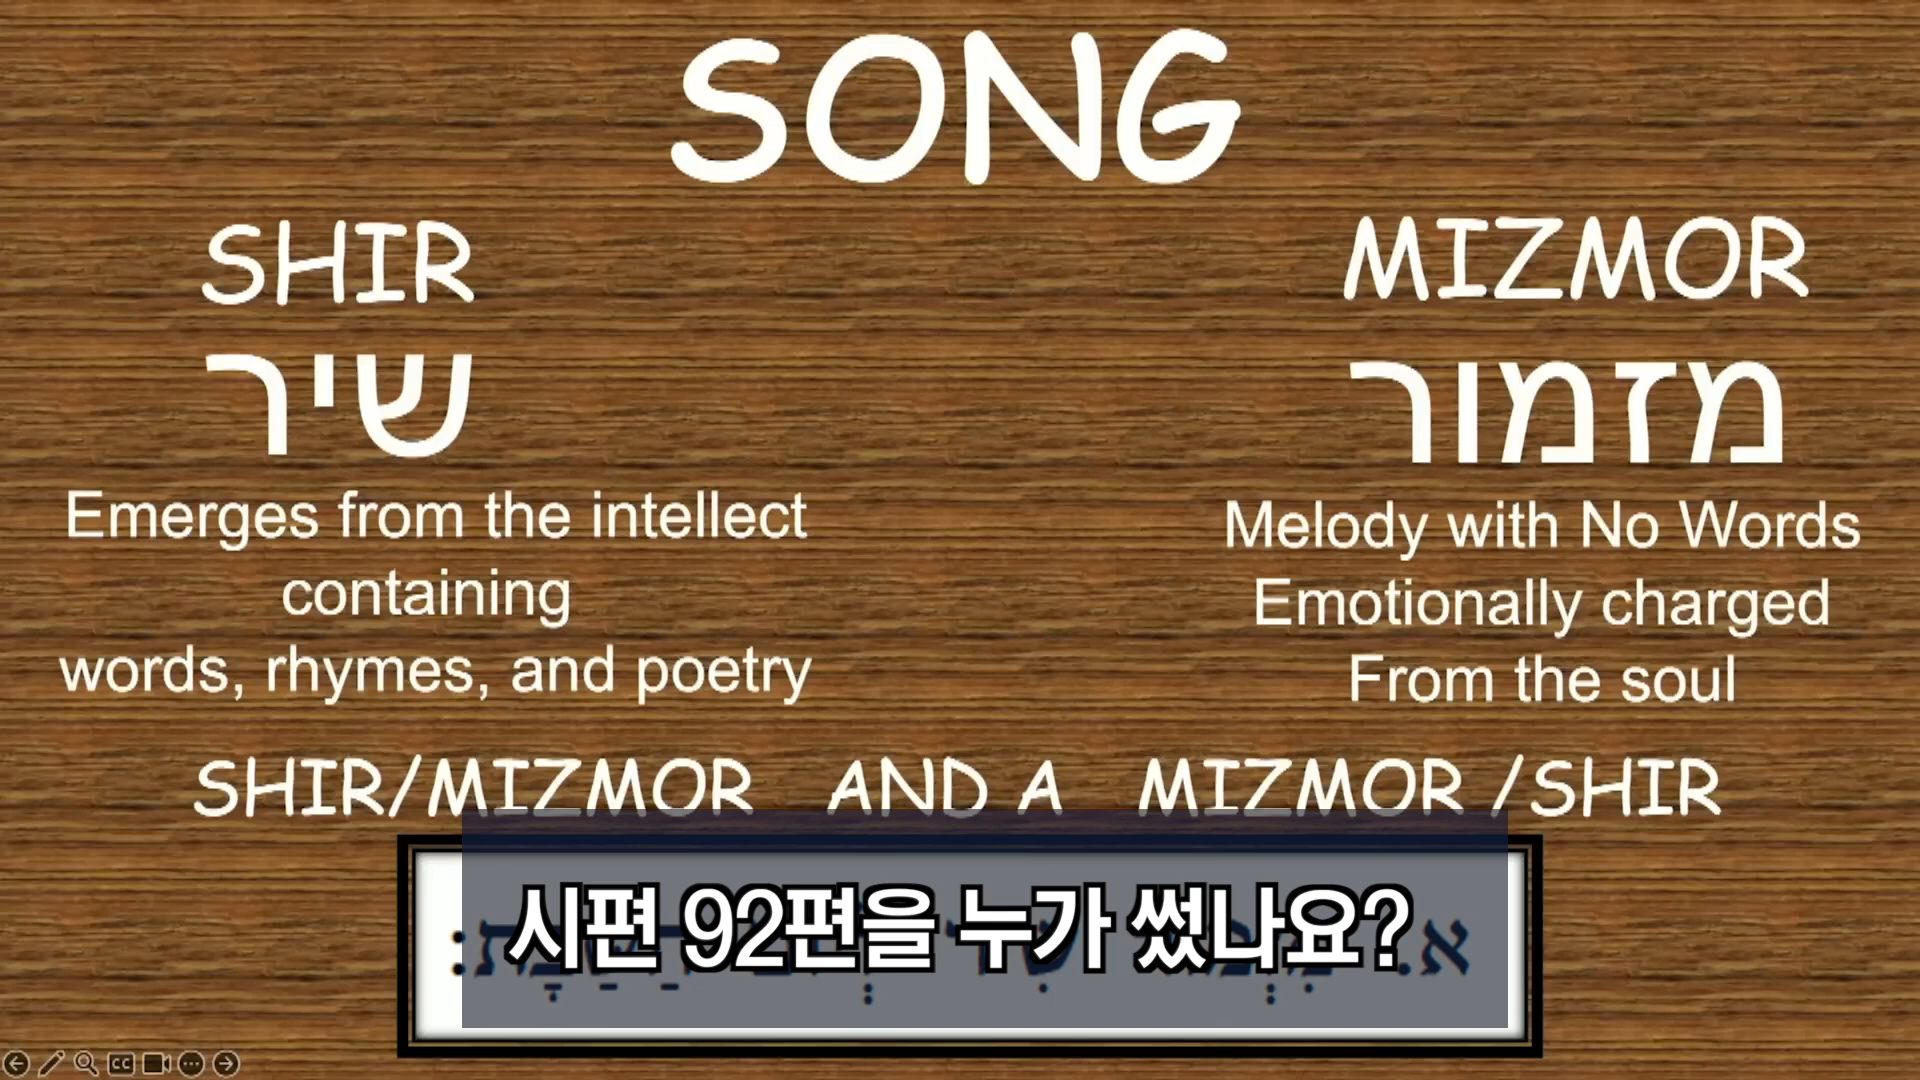 SONG
SHIR
MIZMOR
שיר
מזמור
Emerges from the intellect
containing
words, rhymes, and poetry
Melody with No Words
Emotionally charged
From the soul
SHIR/MIZMOR AND A MIZMOR /SHIR
시편 92편을 누가 썼나요?